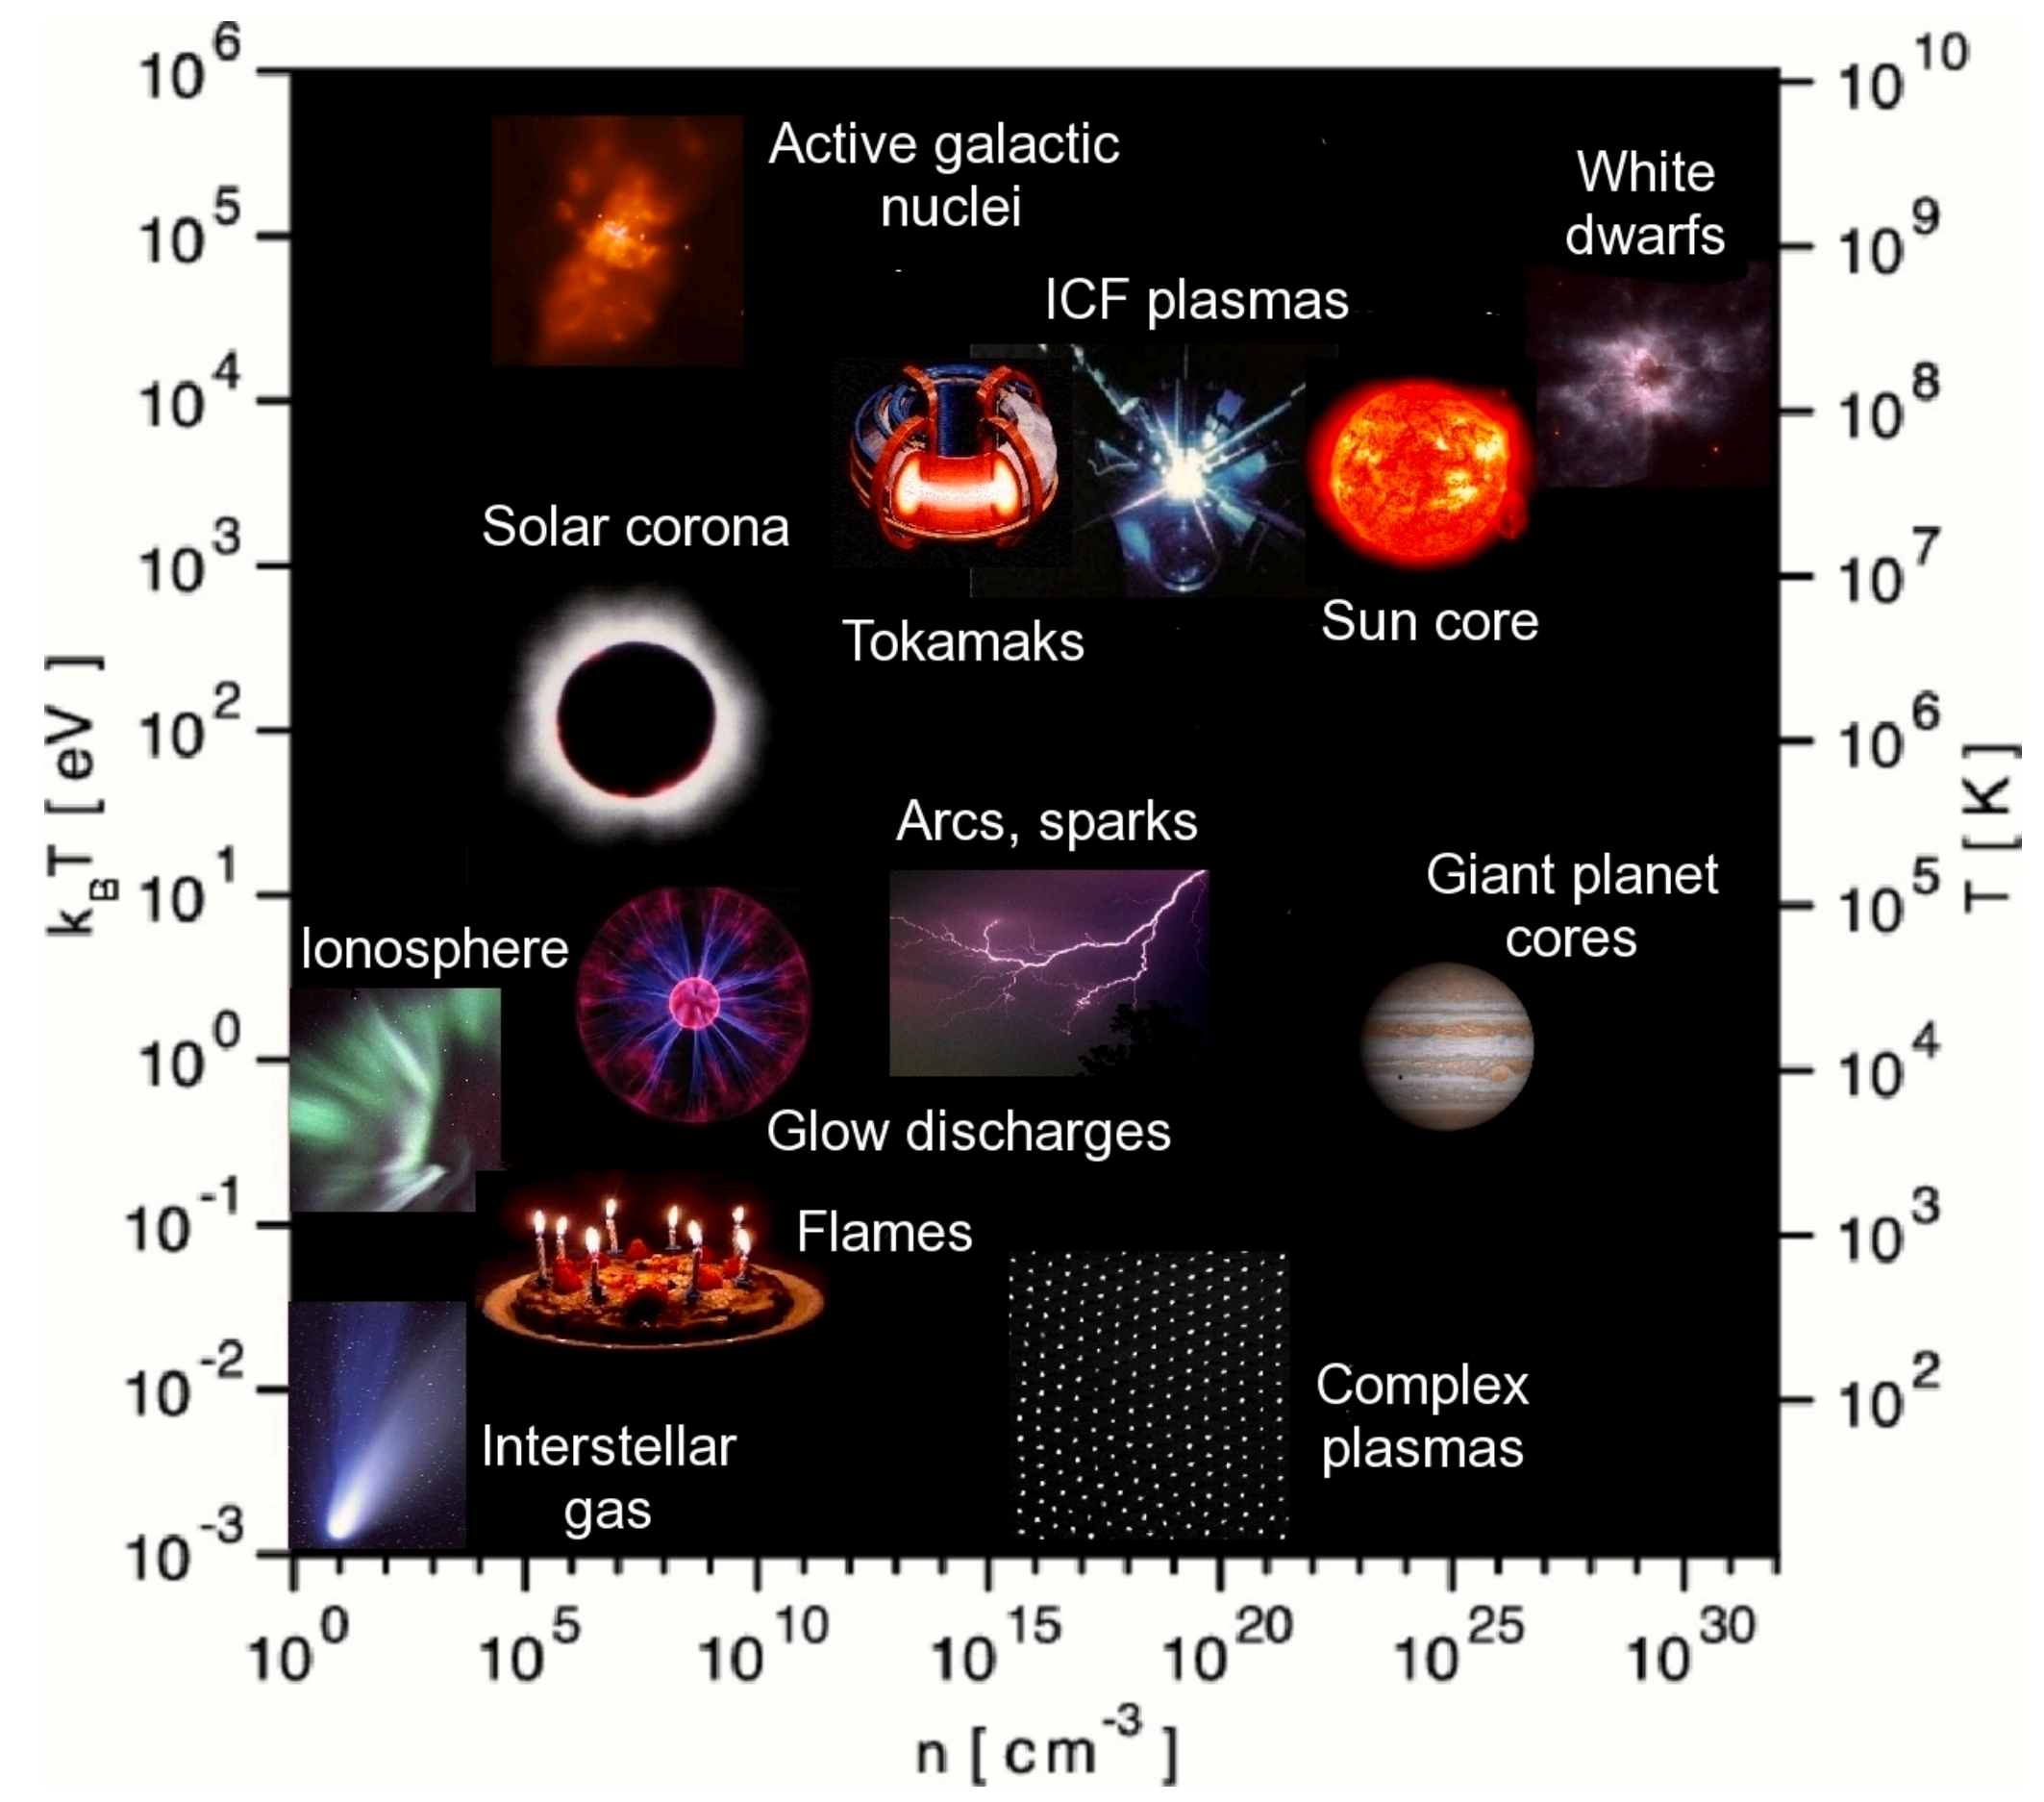 10^6
10^5
10^4
10^3
10^2
10^1
10^0
10^-1
10^-2
10^-3
k_B T [ eV ]
Active galactic
nuclei
White
dwarfs
ICF plasmas
Solar corona
Tokamaks
Sun core
Arcs, sparks
Giant planet
cores
Ionosphere
Glow discharges
Flames
Complex
plasmas
Interstellar
gas
10^10
10^9
10^8
10^7
10^6
10^5
10^4
10^3
10^2
T [ K ]
10^0 10^5 10^10 10^15 10^20 10^25 10^30
n [ cm^-3 ]